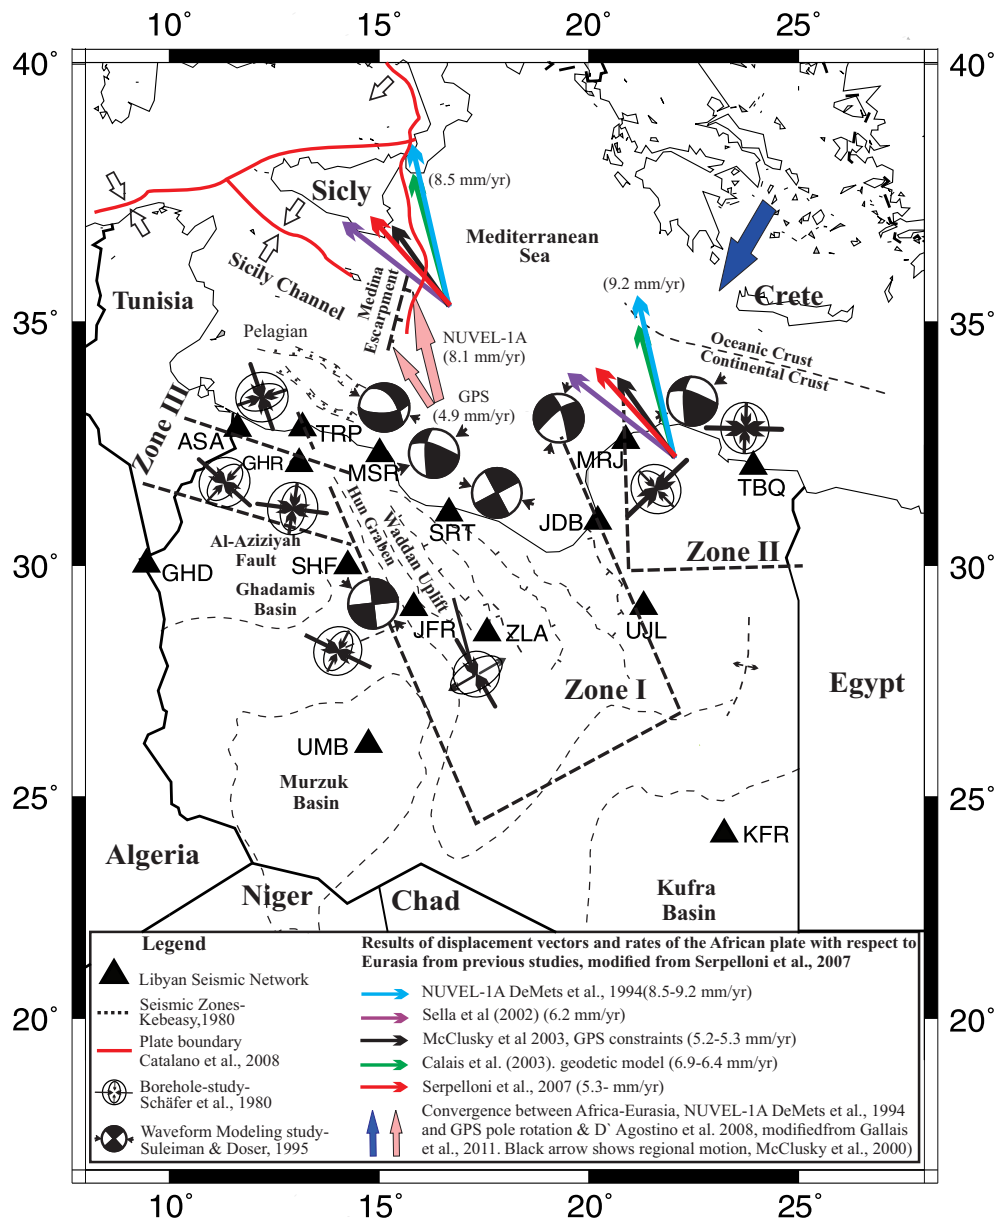 10° 15° 20° 25°
40° 40°
(8.5 mm/yr)
Sicly
Mediterranean
Sea
Sicily Channel
Medina
Escarpment
(9.2 mm/yr)
Crete
Tunisia
35° 35°
Pelagian
NUVEL-1A
(8.1 mm/yr)
Oceanic Crust
Continental Crust
GPS
(4.9 mm/yr)
Zone III
ASA
TRP
GHR
MSR
MRJ
TBQ
Hun Graben
Waddan Uplift
SRT
JDB
Al-Aziziyah
Fault
Zone II
30° 30°
GHD
SHF
Ghadamis
Basin
JFR
ZLA
UJL
Zone I
Egypt
UMB
Murzuk
Basin
25° 25°
KFR
Algeria
Niger
Chad
Kufra
Basin
20° 20°
Legend
Libyan Seismic Network
Seismic Zones-
Kebeasy,1980
Plate boundary
Catalano et al., 2008
Borehole-study-
Schäfer et al., 1980
Waveform Modeling study-
Suleiman & Doser, 1995
Results of displacement vectors and rates of the African plate with respect to
Eurasia from previous studies, modified from Serpelloni et al., 2007
NUVEL-1A DeMets et al., 1994(8.5-9.2 mm/yr)
Sella et al (2002) (6.2 mm/yr)
McClusky et al 2003, GPS constraints (5.2-5.3 mm/yr)
Calais et al. (2003). geodetic model (6.9-6.4 mm/yr)
Serpelloni et al., 2007 (5.3- mm/yr)
Convergence between Africa-Eurasia, NUVEL-1A DeMets et al., 1994
and GPS pole rotation & D` Agostino et al. 2008, modifiedfrom Gallais
et al., 2011. Black arrow shows regional motion, McClusky et al., 2000)
10° 15° 20° 25°